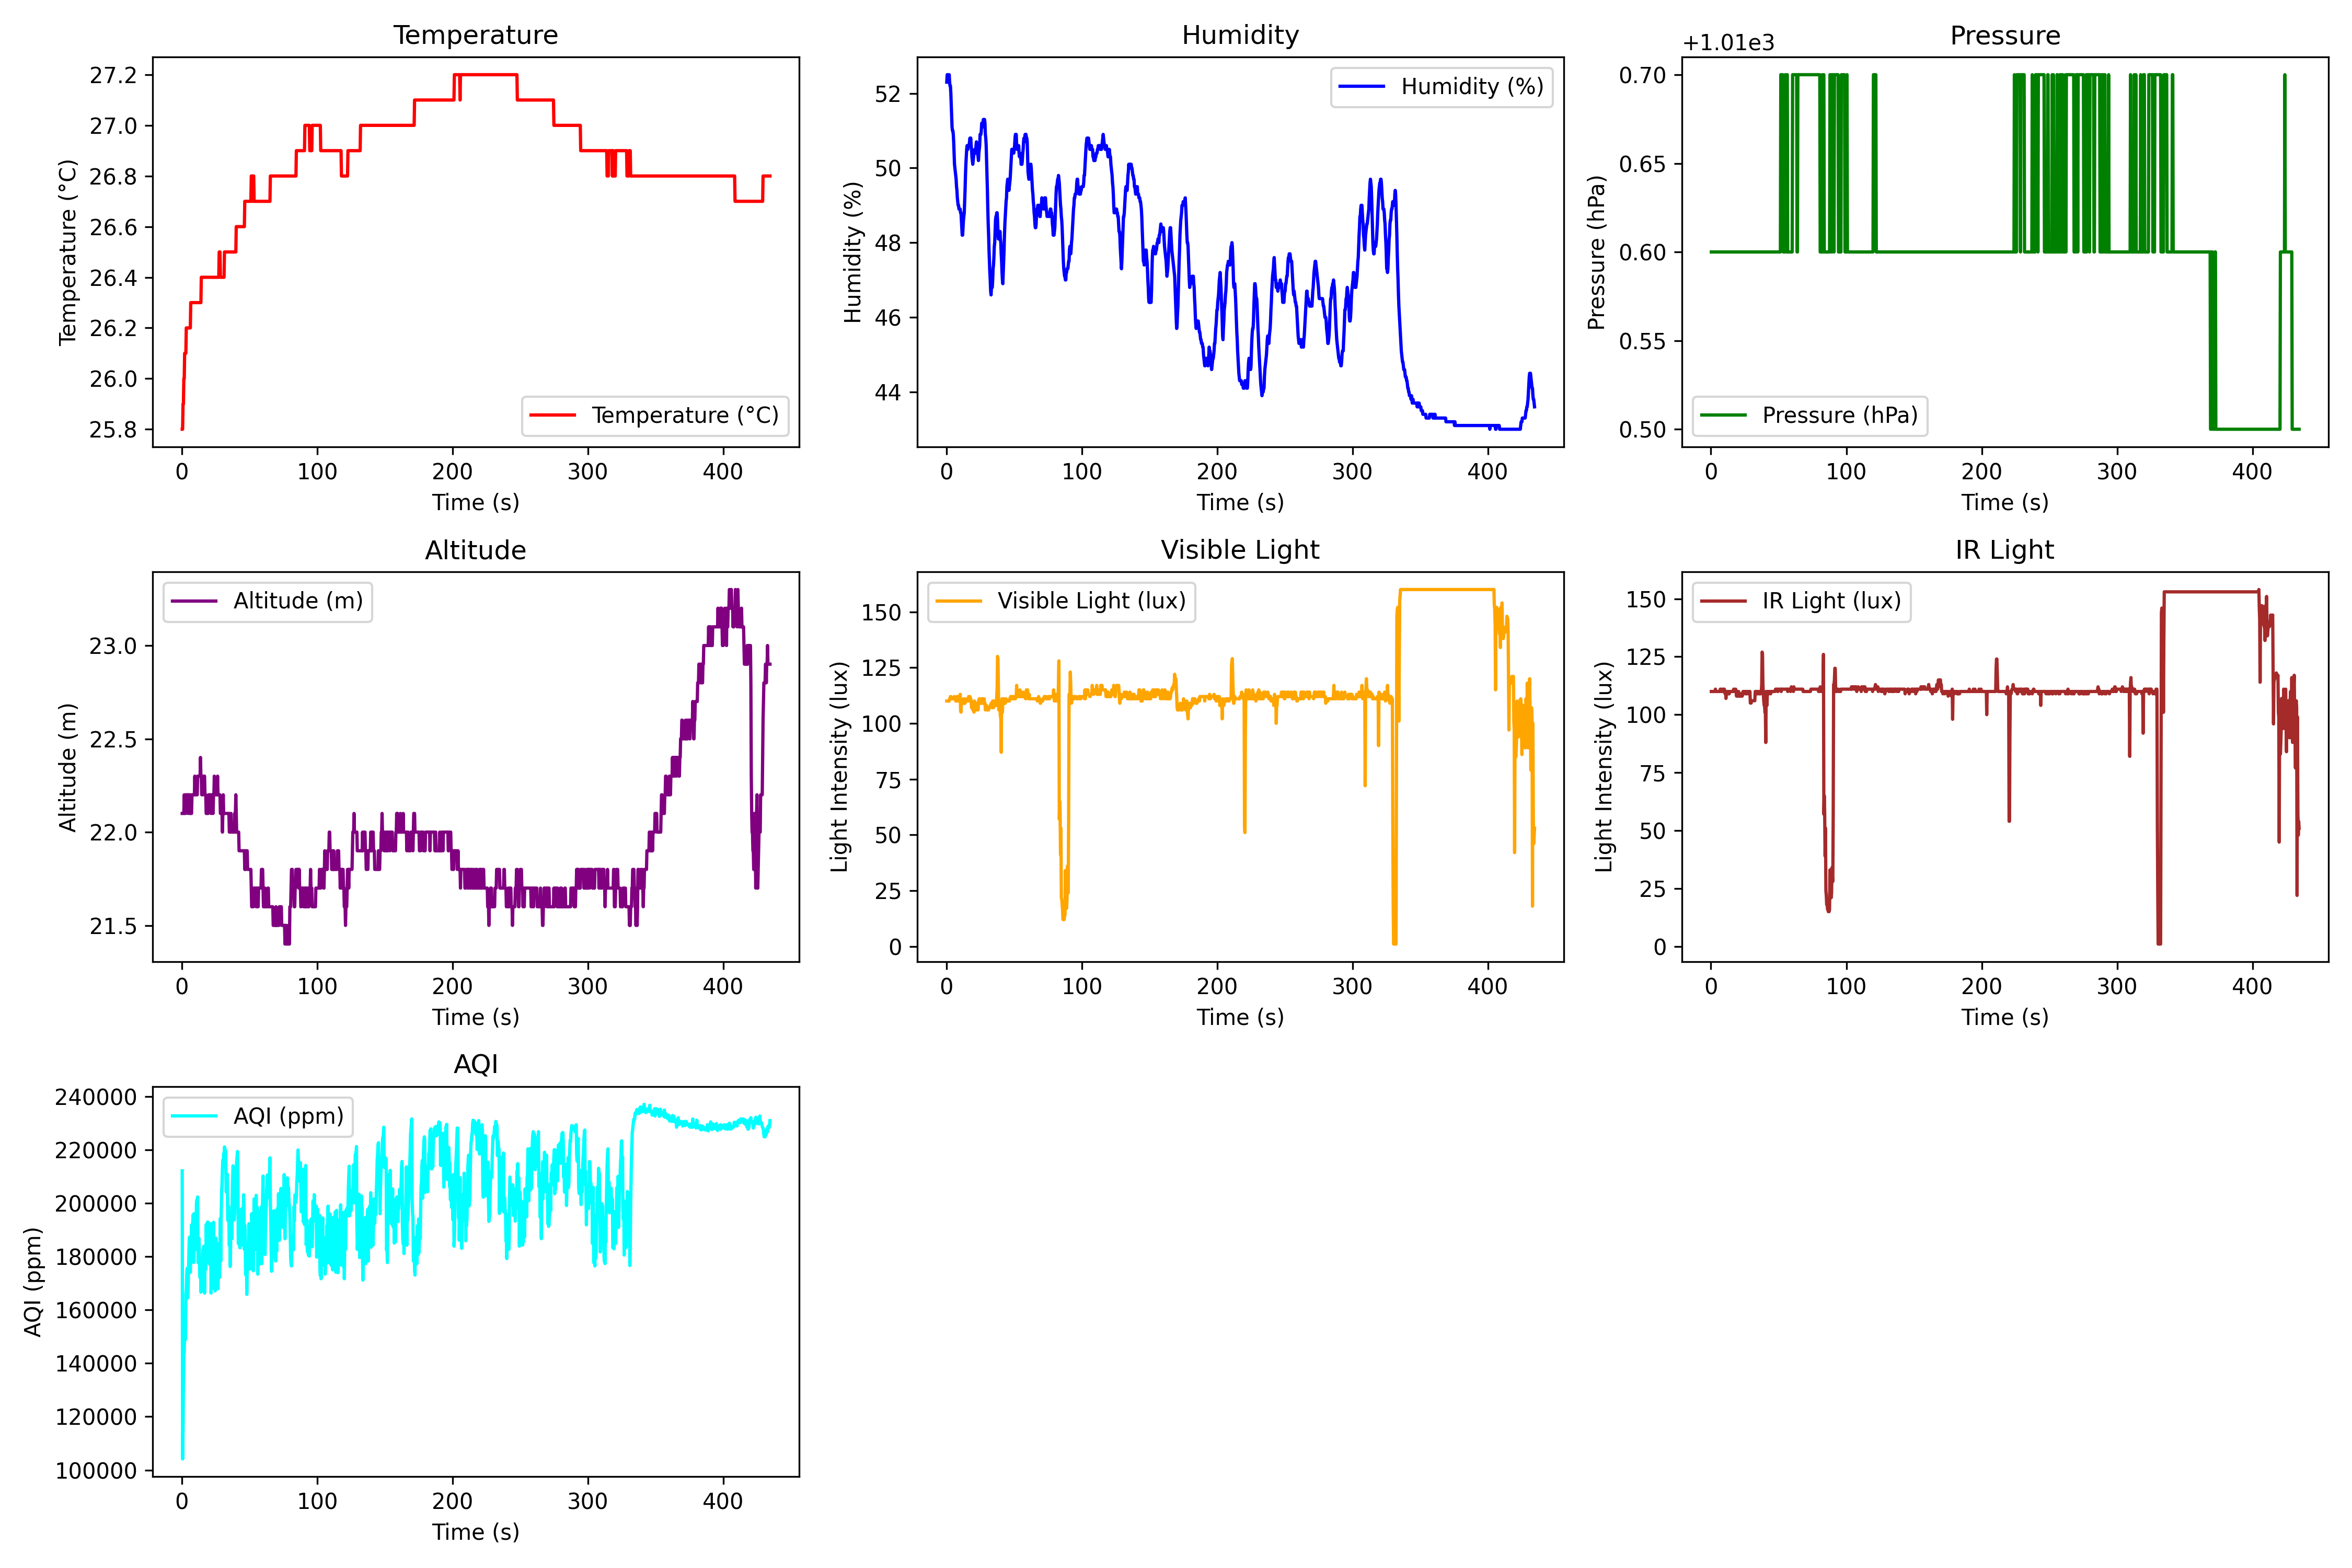 Temperature
Temperature (°C)
27.2
27.0
26.8
26.6
26.4
26.2
26.0
25.8
Temperature (°C)
0 100 200 300 400
Time (s)
Humidity
Humidity (%)
52
50
48
46
44
Humidity (%)
0 100 200 300 400
Time (s)
Pressure
+1.01e3
Pressure (hPa)
0.70
0.65
0.60
0.55
0.50
Pressure (hPa)
0 100 200 300 400
Time (s)
Altitude
Altitude (m)
23.0
22.5
22.0
21.5
Altitude (m)
0 100 200 300 400
Time (s)
Visible Light
Visible Light (lux)
150
125
100
75
50
25
0
Light Intensity (lux)
0 100 200 300 400
Time (s)
IR Light
IR Light (lux)
150
125
100
75
50
25
0
Light Intensity (lux)
0 100 200 300 400
Time (s)
AQI
AQI (ppm)
240000
220000
200000
180000
160000
140000
120000
100000
AQI (ppm)
0 100 200 300 400
Time (s)